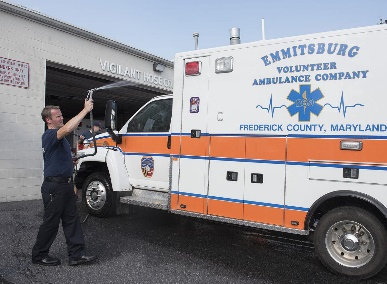 VIGILANT HOSE CO
EMMITSBURG
VOLUNTEER
AMBULANCE COMPANY
FREDERICK COUNTY, MARYLAND